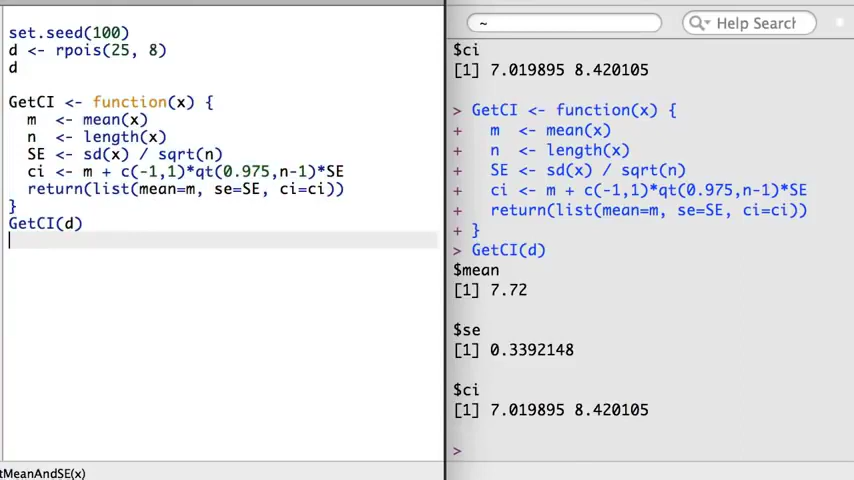 set.seed(100)
d <- rpois(25, 8)
d
GetCI <- function(x) {
  m  <- mean(x)
  n  <- length(x)
  SE <- sd(x) / sqrt(n)
  ci <- m + c(-1,1)*qt(0.975,n-1)*SE
  return(list(mean=m, se=SE, ci=ci))
}
GetCI(d)
tMeanAndSE(x)
~
Help Search
$ci
[1] 7.019895 8.420105
> GetCI <- function(x) {
+   m  <- mean(x)
+   n  <- length(x)
+   SE <- sd(x) / sqrt(n)
+   ci <- m + c(-1,1)*qt(0.975,n-1)*SE
+   return(list(mean=m, se=SE, ci=ci))
+ }
> GetCI(d)
$mean
[1] 7.72
$se
[1] 0.3392148
$ci
[1] 7.019895 8.420105
>